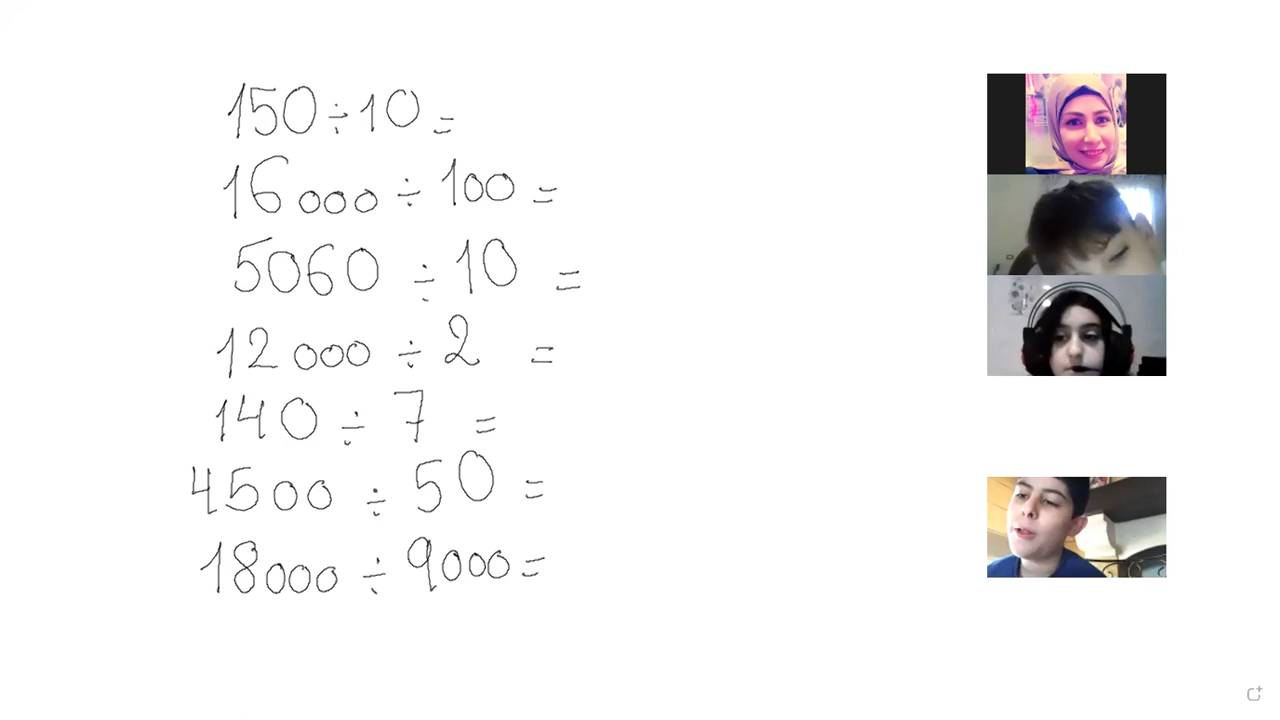 150÷10=
16 000 ÷ 100 =
5060 ÷ 10 =
12 000 ÷ 2 =
140 ÷ 7 =
4500 ÷ 50 =
18000 ÷ 9000=